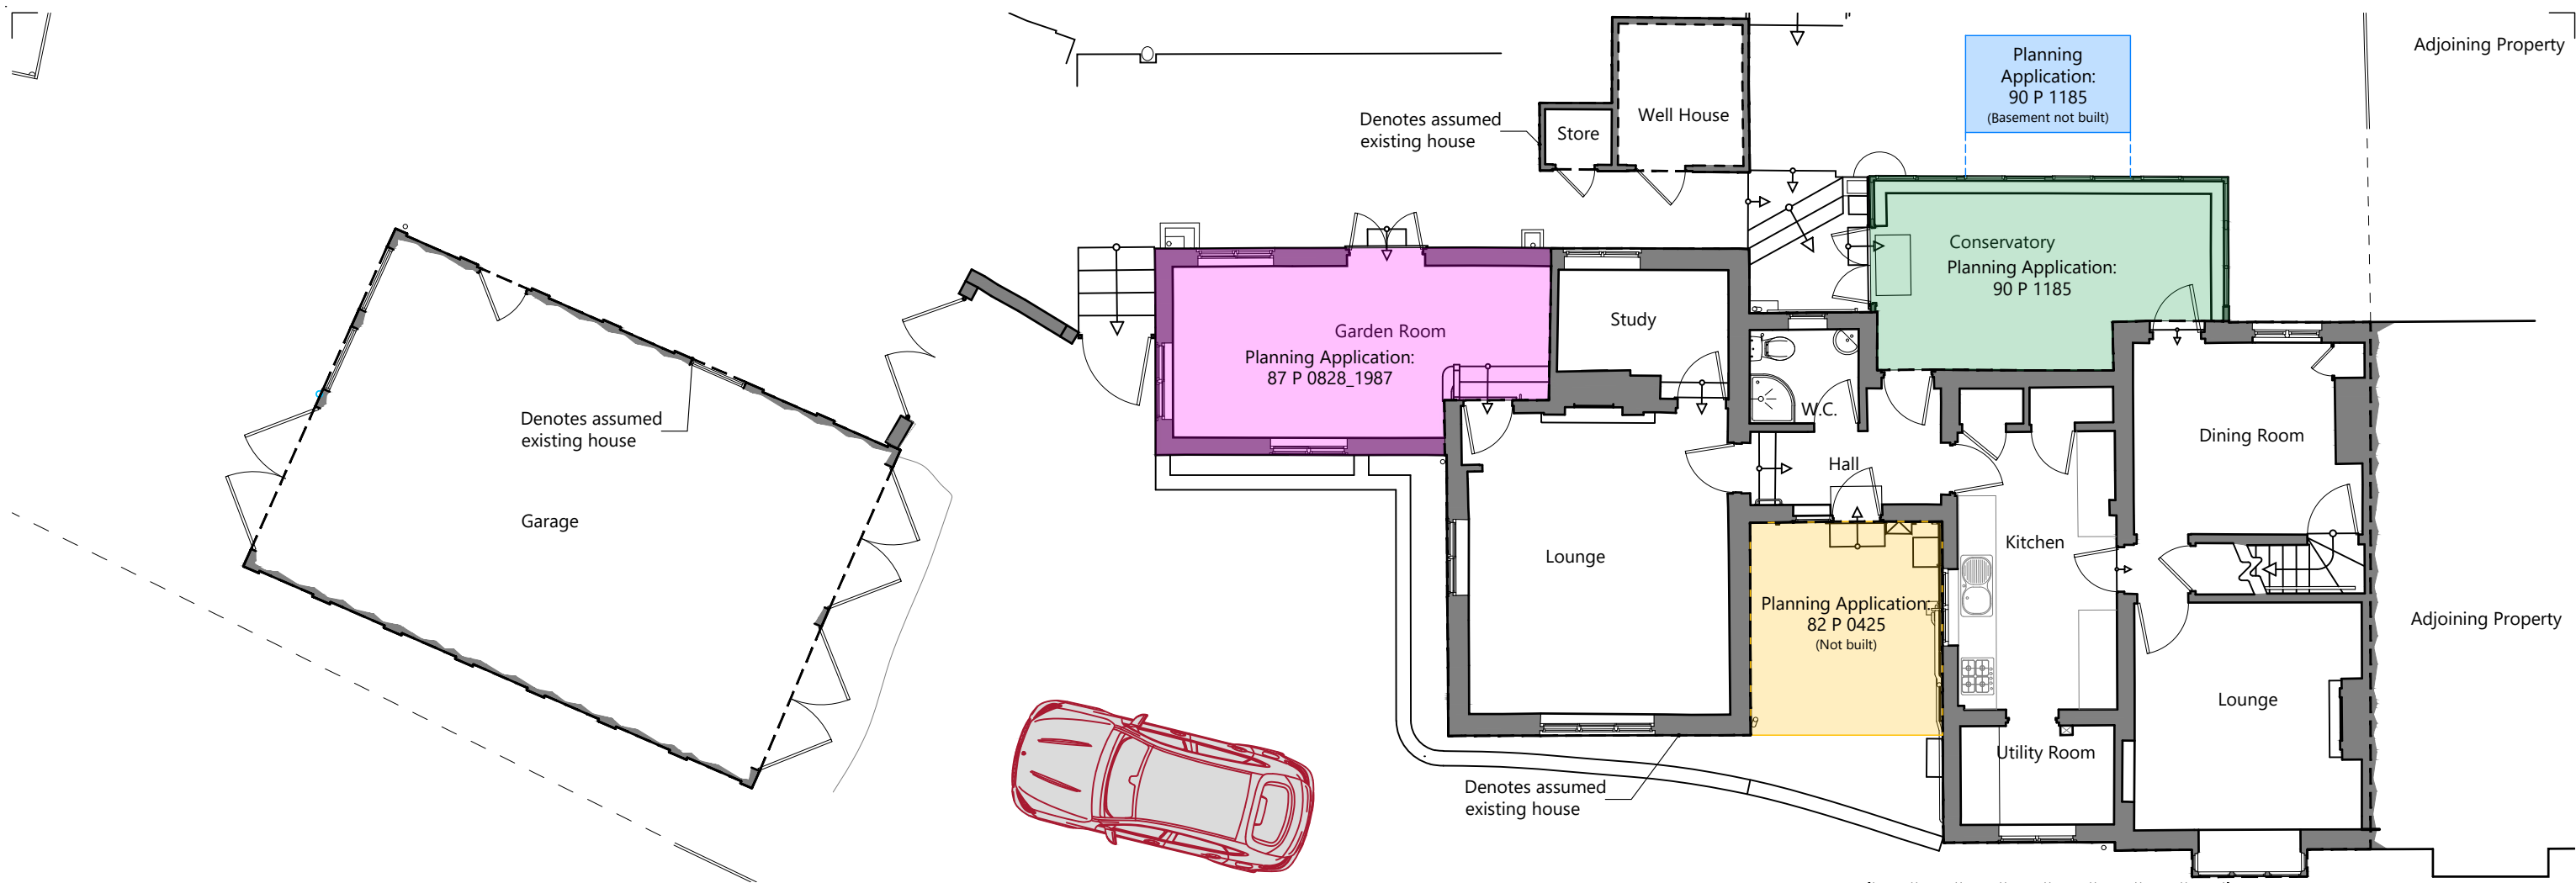 Adjoining Property
Planning
Application:
90 P 1185
(Basement not built)
Denotes assumed
existing house
Store
Well House
Conservatory
Planning Application:
90 P 1185
Garden Room
Planning Application:
87 P 0828_1987
Study
W.C.
Hall
Dining Room
Denotes assumed
existing house
Garage
Lounge
Kitchen
Planning Application:
82 P 0425
(Not built)
Adjoining Property
Lounge
Utility Room
Denotes assumed
existing house